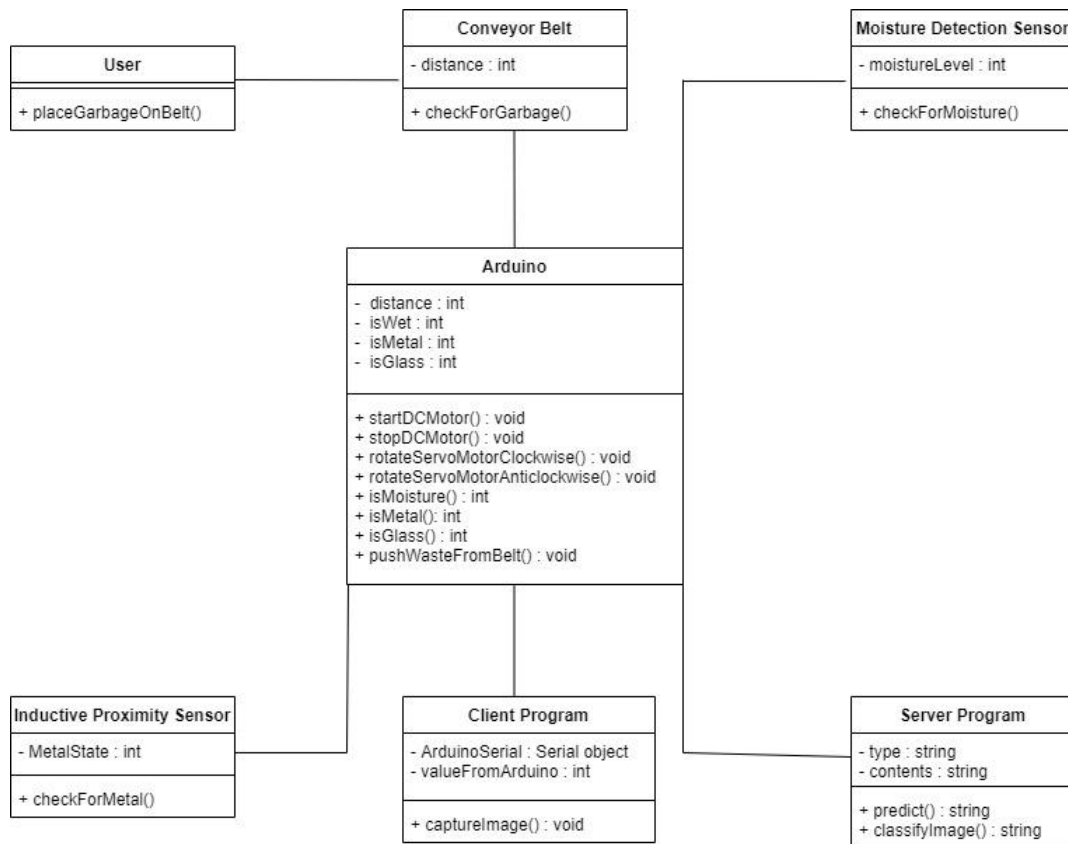 User
+ placeGarbageOnBelt()
Conveyor Belt
- distance : int
+ checkForGarbage()
Moisture Detection Sensor
- moistureLevel : int
+ checkForMoisture()
Arduino
- distance : int
- isWet : int
- isMetal : int
- isGlass : int
+ startDCMotor() : void
+ stopDCMotor() : void
+ rotateServoMotorClockwise() : void
+ rotateServoMotorAnticlockwise() : void
+ isMoisture() : int
+ isMetal(): int
+ isGlass() : int
+ pushWasteFromBelt() : void
Inductive Proximity Sensor
- MetalState : int
+ checkForMetal()
Client Program
- ArduinoSerial : Serial object
- valueFromArduino : int
+ captureImage() : void
Server Program
- type : string
- contents : string
+ predict() : string
+ classifyImage() : string